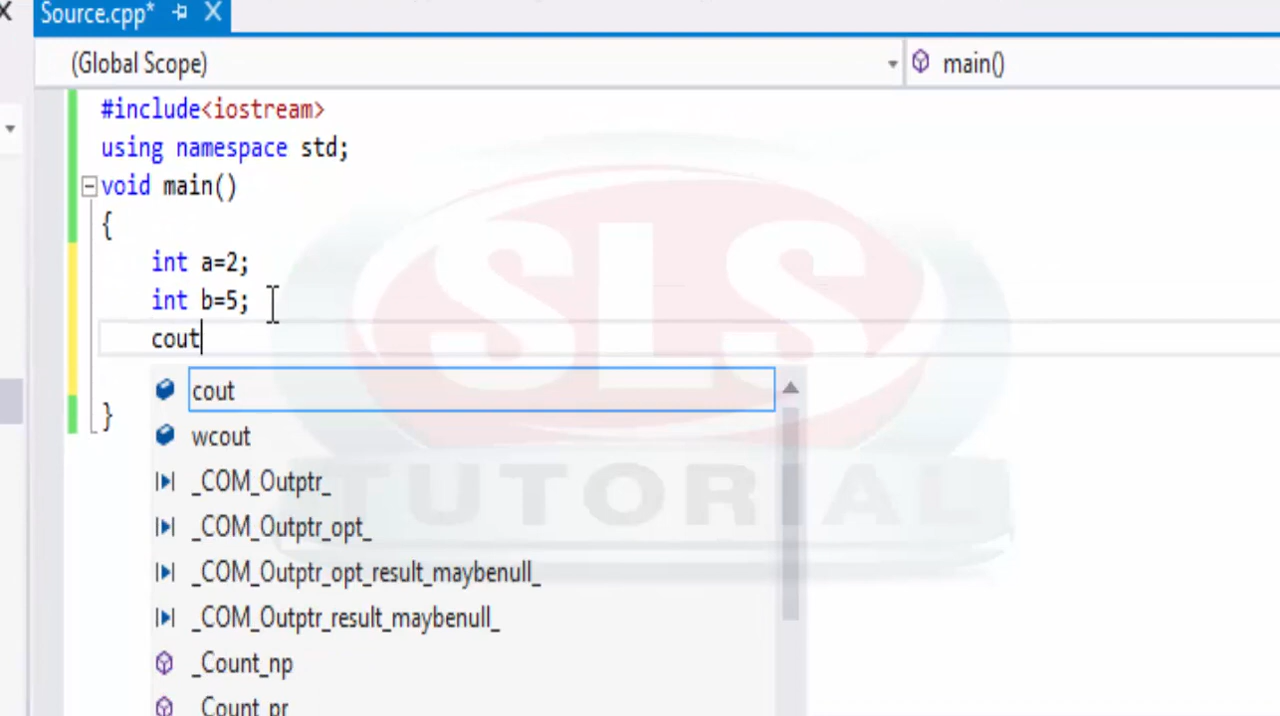 Source.cpp*
(Global Scope) main()
#include<iostream>
using namespace std;
void main()
{
int a=2;
int b=5;
cout
cout
wcout
_COM_Outptr_
_COM_Outptr_opt_
_COM_Outptr_opt_result_maybenull_
_COM_Outptr_result_maybenull_
_Count_np
_Count_pr
}
SLS
TUTORIAL